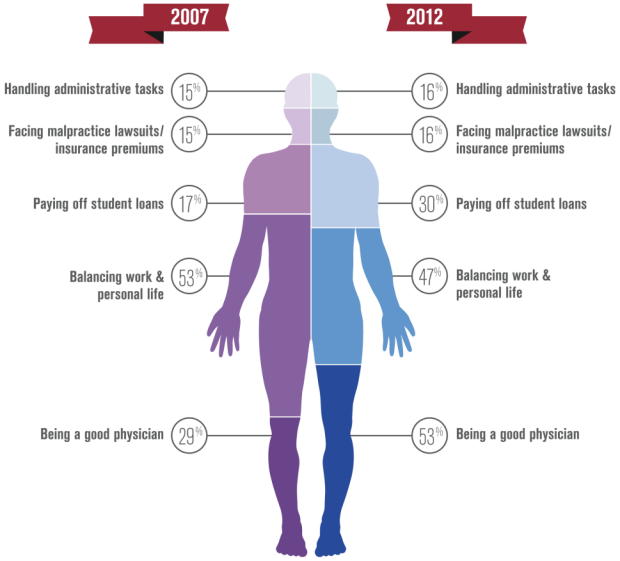 2007
2012
Handling administrative tasks 15%
16% Handling administrative tasks
Facing malpractice lawsuits/
insurance premiums
15%
16%
Facing malpractice lawsuits/
insurance premiums
Paying off student loans 17%
30% Paying off student loans
Balancing work &
personal life
53%
47%
Balancing work &
personal life
Being a good physician 29%
53% Being a good physician